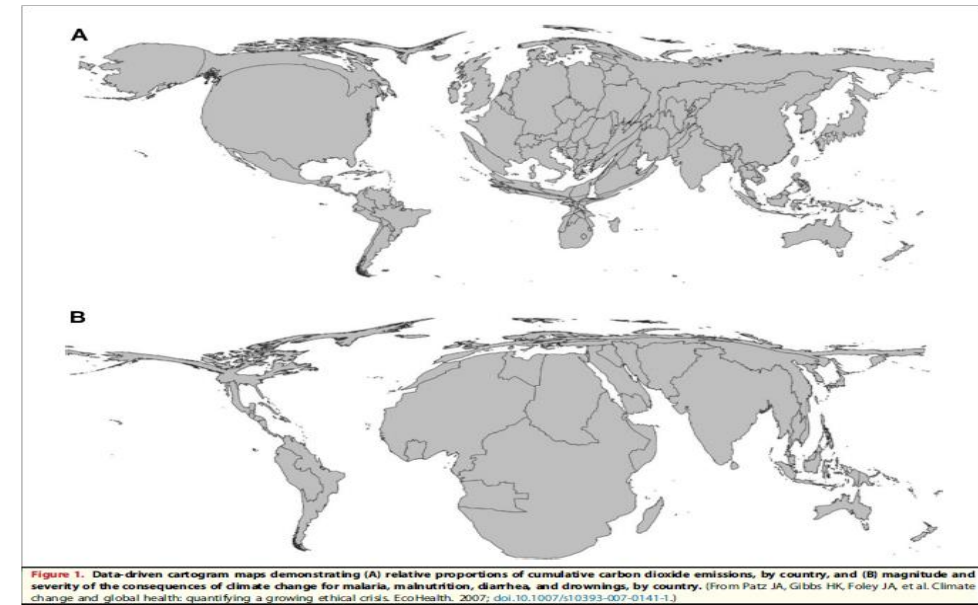 A
B
Figure 1. Data-driven cartogram maps demonstrating (A) relative proportions of cumulative carbon dioxide emissions, by country, and (B) magnitude and
severity of the consequences of climate change for malaria, malnutrition, diarrhea, and drownings, by country. (From Patz JA, Gibbs HK, Foley JA, et al. Climate
change and global health: quantifying a growing ethical crisis. EcoHealth. 2007; doi.10.1007/s10393-007-0141-1.)